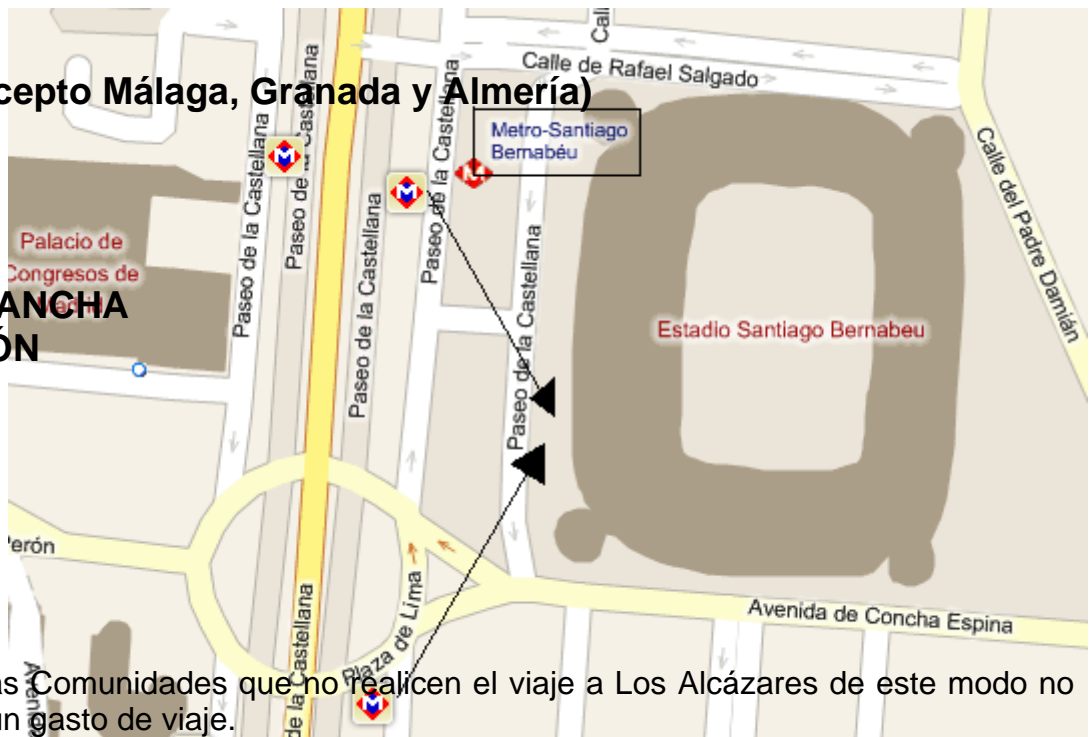 Calle de Rafael Salgado
cepto Málaga, Granada y Almería)
Metro-Santiago
Bernabéu
Paseo de la Castellana
Paseo de la Castellana
Paseo de la Castellana
Paseo de la Castellana
Paseo de la Castellana
Calle del Padre Damián
Palacio de
Congresos de
Madrid
ANCHA
ÓN
Estadio Santiago Bernabeu
Perón
Plaza de Lima
Avenida de Concha Espina
de la Castellana
as Comunidades que no realicen el viaje a Los Alcázares de este modo no
un gasto de viaje.